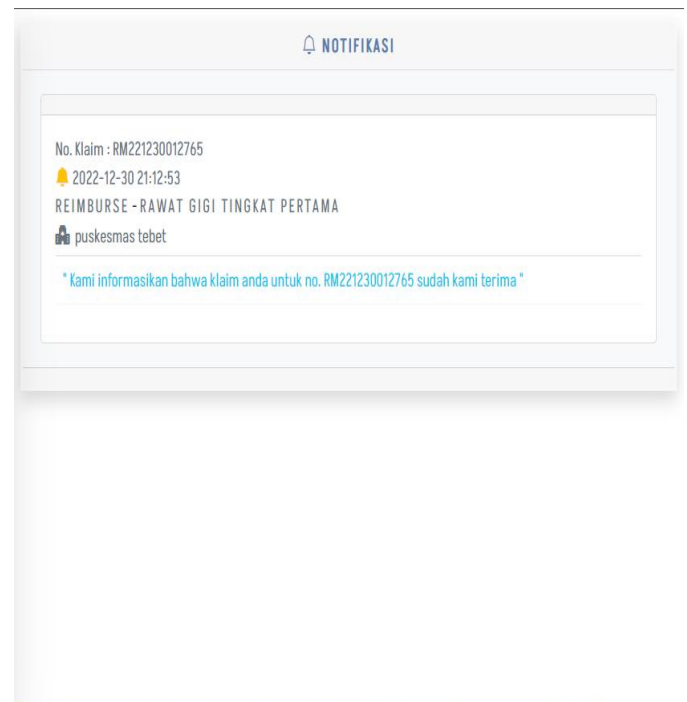 NOTIFIKASI
No. Klaim : RM221230012765
2022-12-30 21:12:53
REIMBURSE - RAWAT GIGI TINGKAT PERTAMA
puskesmas tebet
" Kami informasikan bahwa klaim anda untuk no. RM221230012765 sudah kami terima "